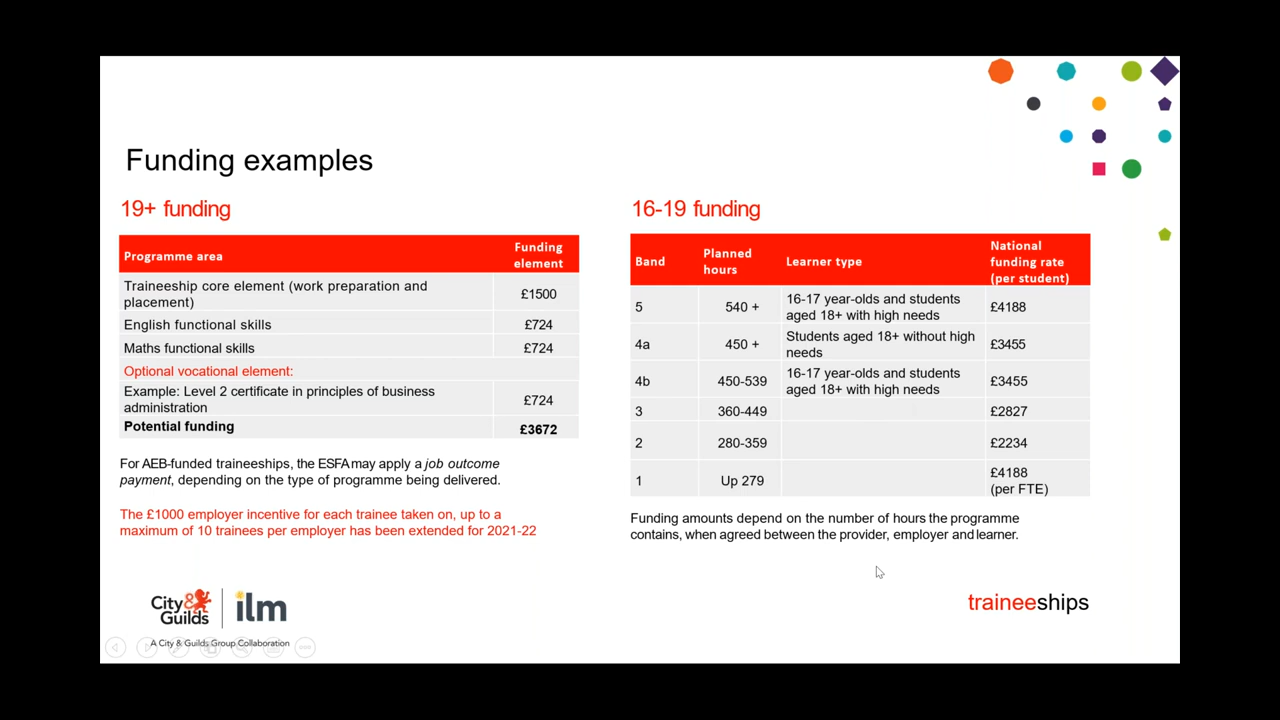 Funding examples
19+ funding
Programme area
Funding
element
Traineeship core element (work preparation and
placement)
£1500
English functional skills
£724
Maths functional skills
£724
Optional vocational element:
Example: Level 2 certificate in principles of business
administration
£724
Potential funding
£3672
For AEB-funded traineeships, the ESFA may apply a job outcome
payment, depending on the type of programme being delivered.
The £1000 employer incentive for each trainee taken on, up to a
maximum of 10 trainees per employer has been extended for 2021-22
16-19 funding
Band
Planned
hours
Learner type
National
funding rate
(per student)
5
540 +
16-17 year-olds and students
aged 18+ with high needs
£4188
4a
450 +
Students aged 18+ without high
needs
£3455
4b
450-539
16-17 year-olds and students
aged 18+ with high needs
£3455
3
360-449
£2827
2
280-359
£2234
1
Up 279
£4188
(per FTE)
Funding amounts depend on the number of hours the programme
contains, when agreed between the provider, employer and learner.
City &
Guilds
ilm
A City & Guilds Group Collaboration
traineeships